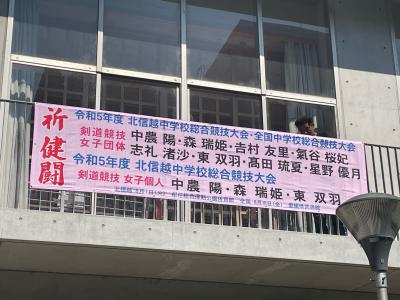 祈健闘
令和5年度 北信越中学校総合競技大会・全国中学校総合競技大会
剣道競技 女子団体 中農 陽・森 瑞姫・𠮷村 友里・氣谷 桜妃
志礼 渚沙・東 双羽・髙田 琉夏・星野 優月
令和5年度 北信越中学校総合競技大会
剣道競技 女子個人 中農 陽・森 瑞姫・東 双羽